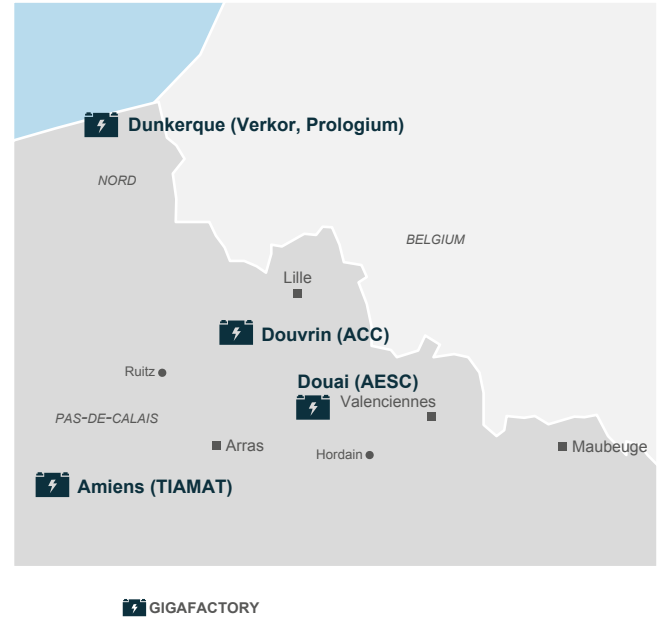 Dunkerque (Verkor, Prologium)
NORD
BELGIUM
Lille
Douvrin (ACC)
Ruitz
Douai (AESC)
Valenciennes
PAS-DE-CALAIS
Arras
Hordain
Maubeuge
Amiens (TIAMAT)
GIGAFACTORY